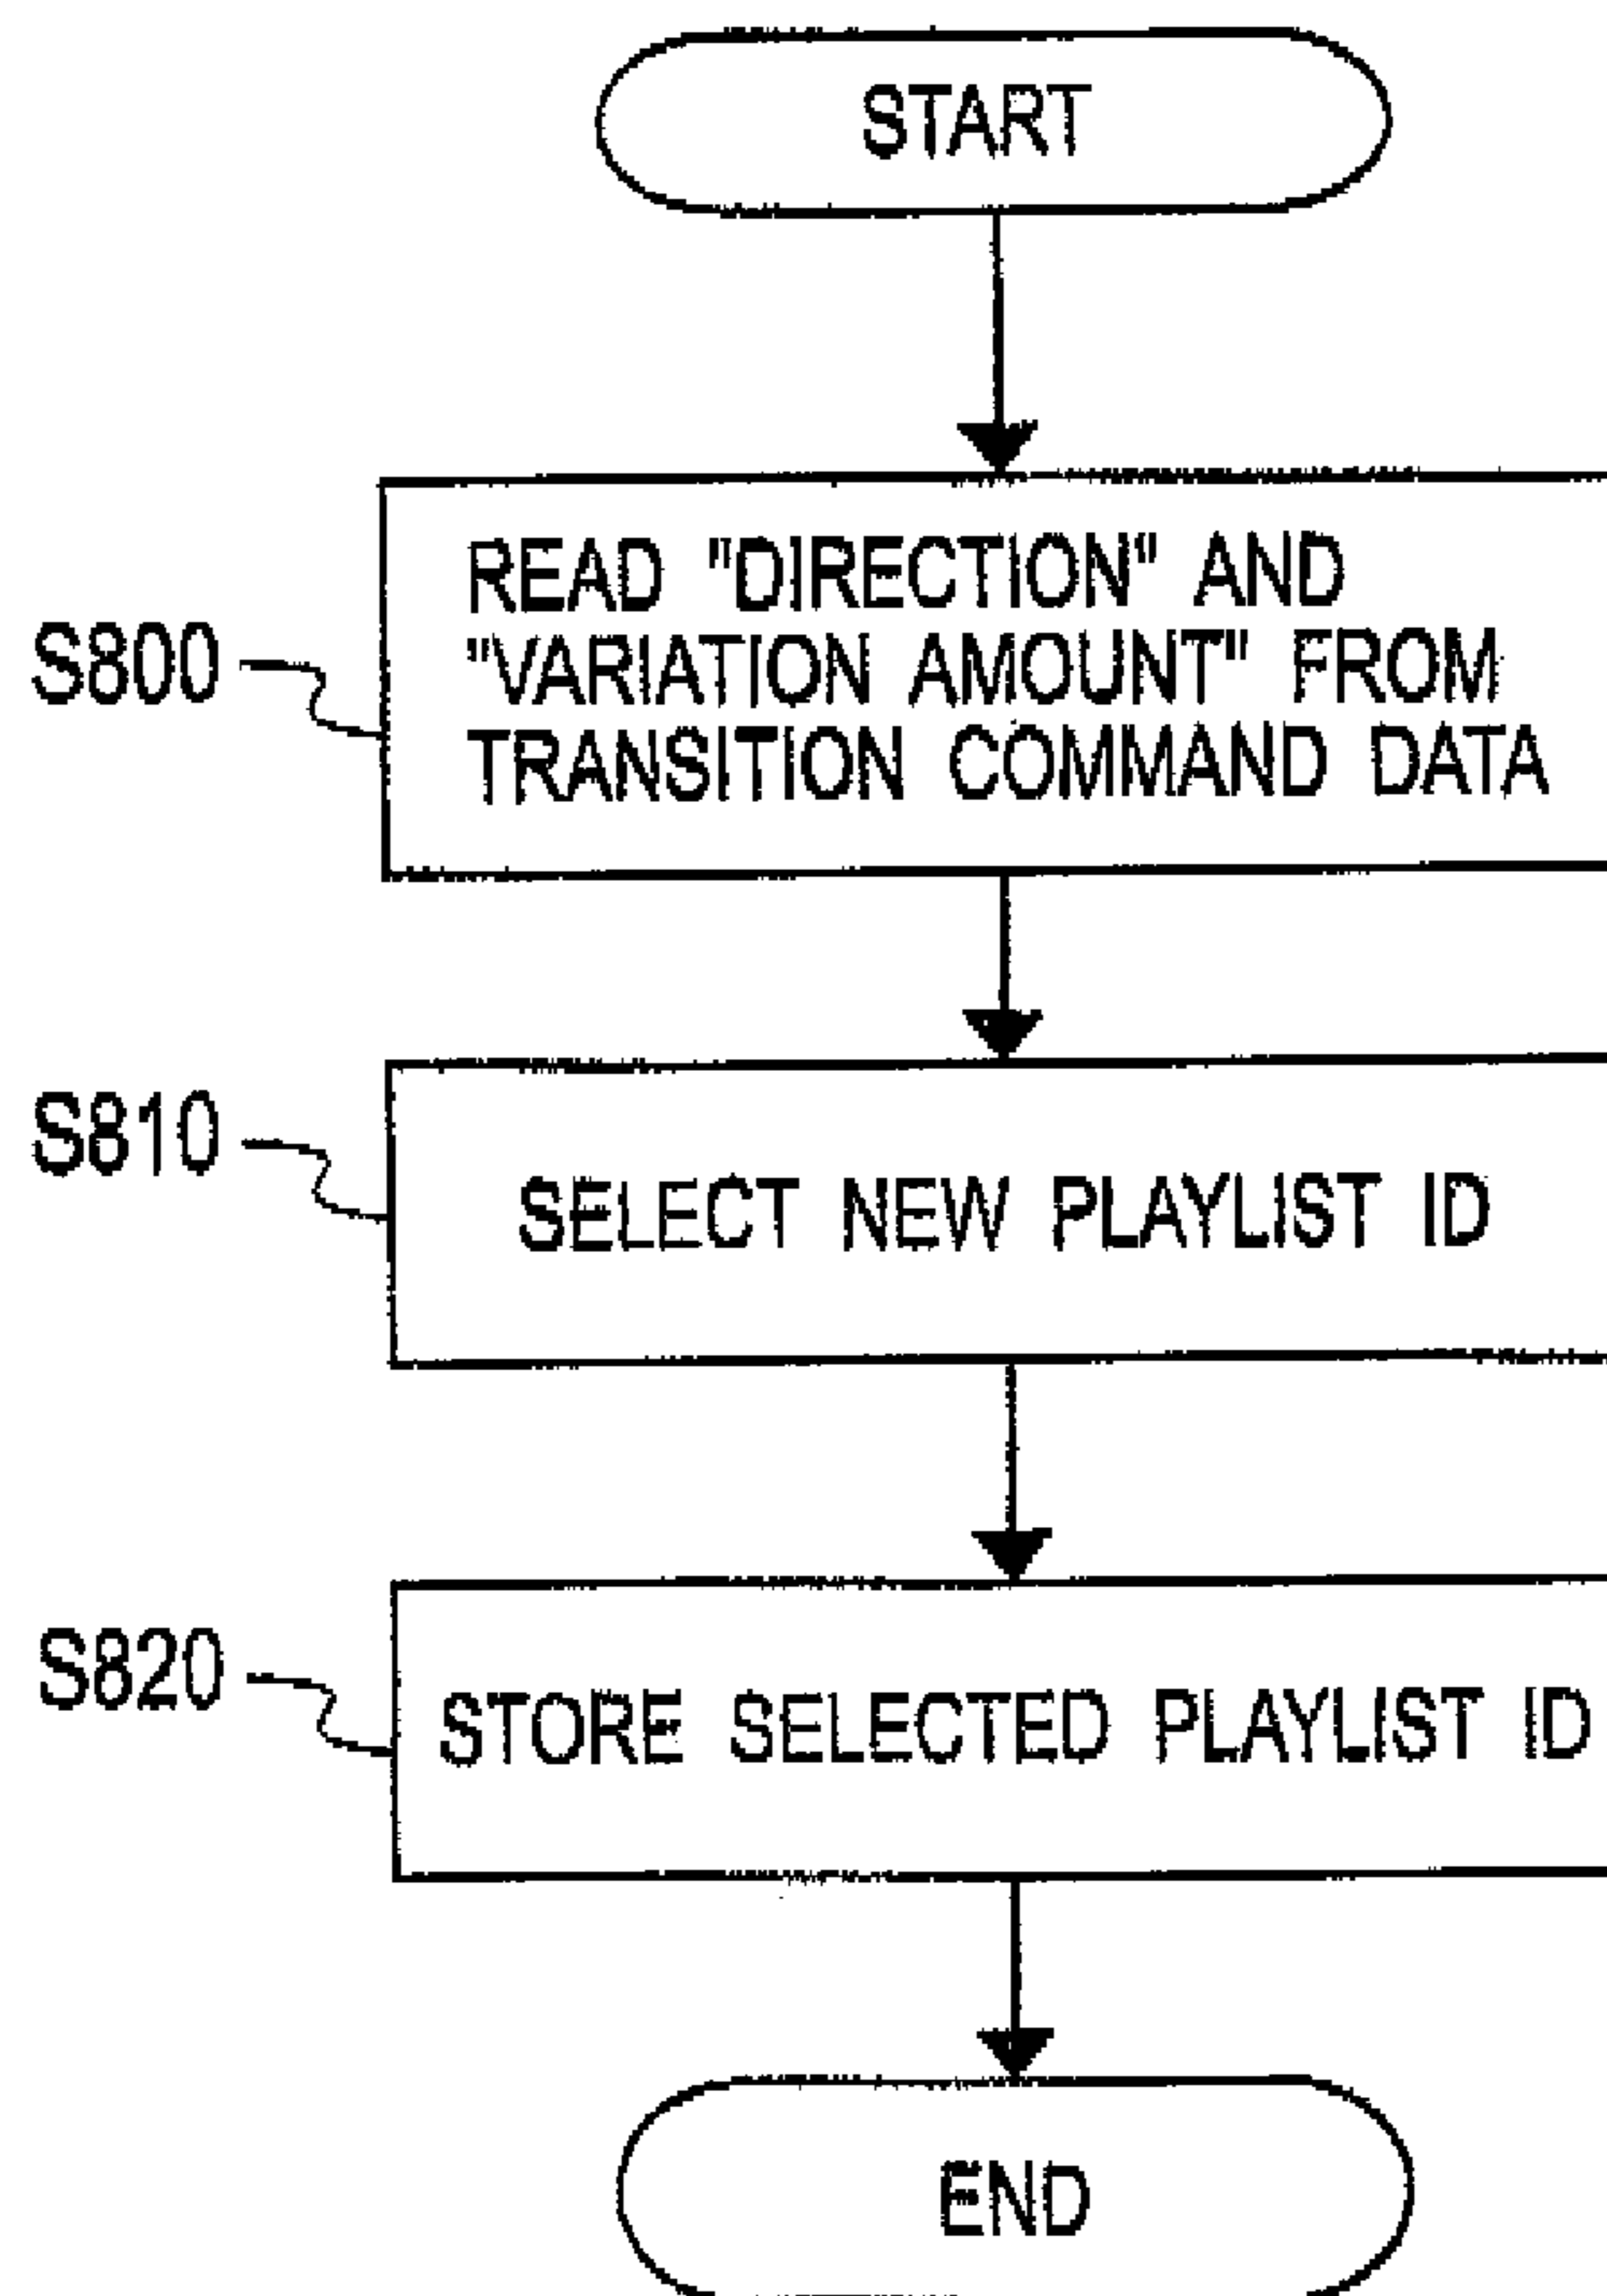 START
S800
READ "DIRECTION" AND
"VARIATION AMOUNT" FROM
TRANSITION COMMAND DATA
S810
SELECT NEW PLAYLIST ID
S820
STORE SELECTED PLAYLIST ID
END